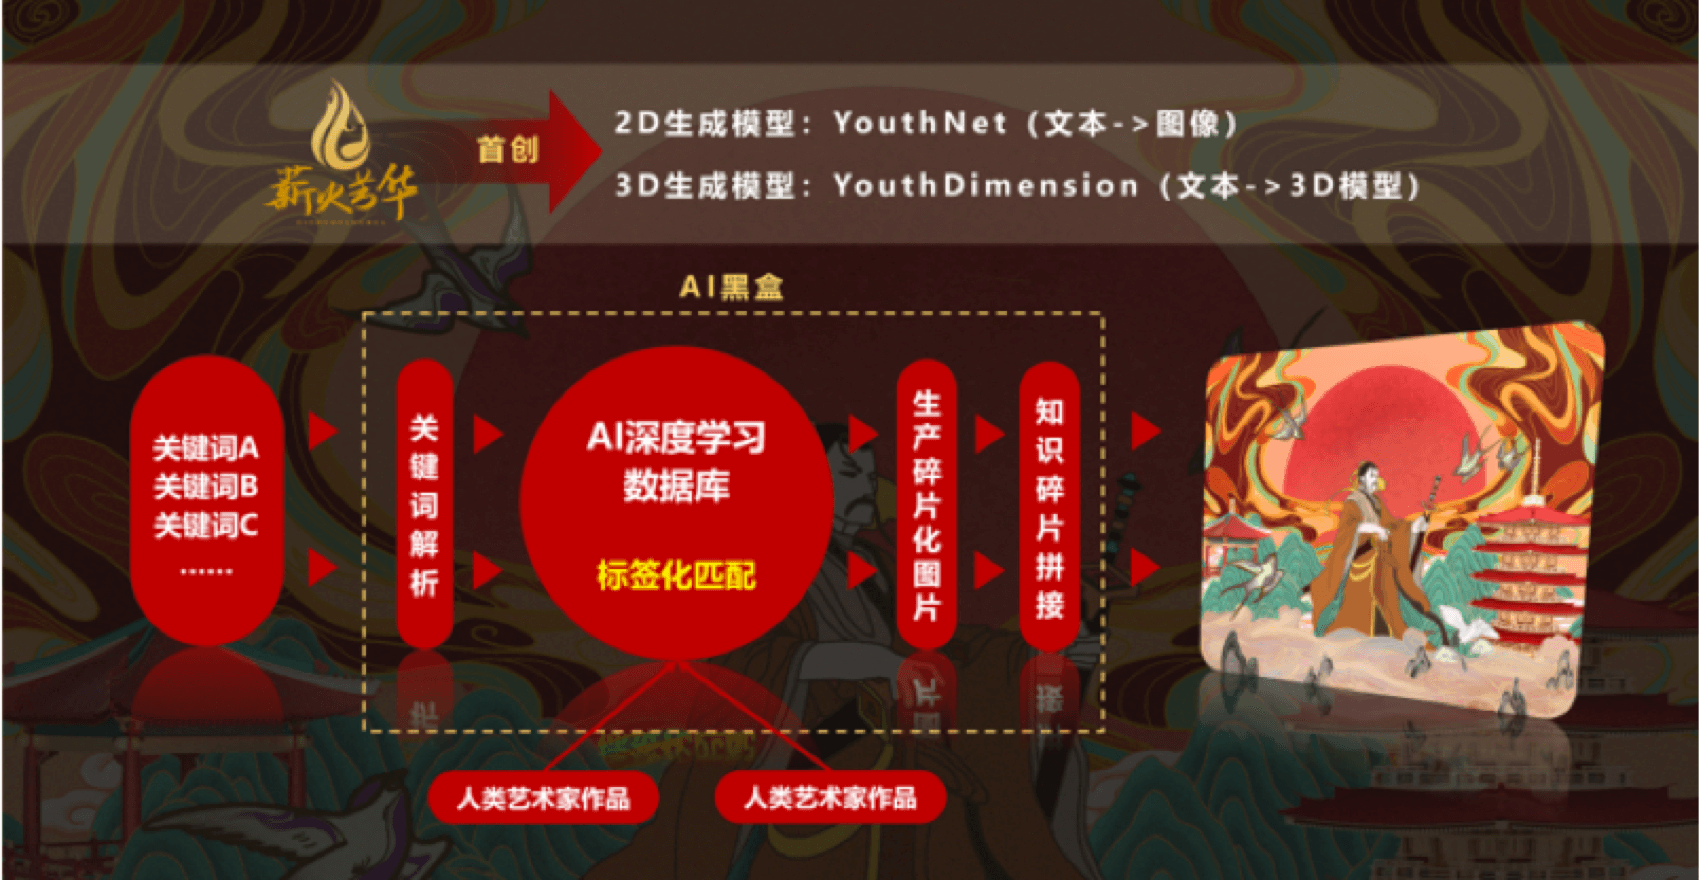 薪火芳华
首创
2D生成模型：YouthNet（文本->图像）
3D生成模型：YouthDimension（文本->3D模型）
AI黑盒
关键词A
关键词B
关键词C
……
关键词解析
AI深度学习
数据库
标签化匹配
生产碎片化图片
知识碎片拼接
人类艺术家作品
人类艺术家作品